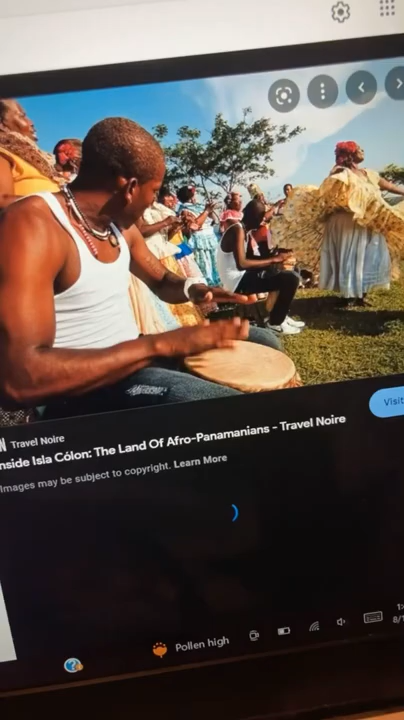 Travel Noire
nside Isla Cólon: The Land Of Afro-Panamanians - Travel Noire
Visit
Images may be subject to copyright. Learn More
Pollen high